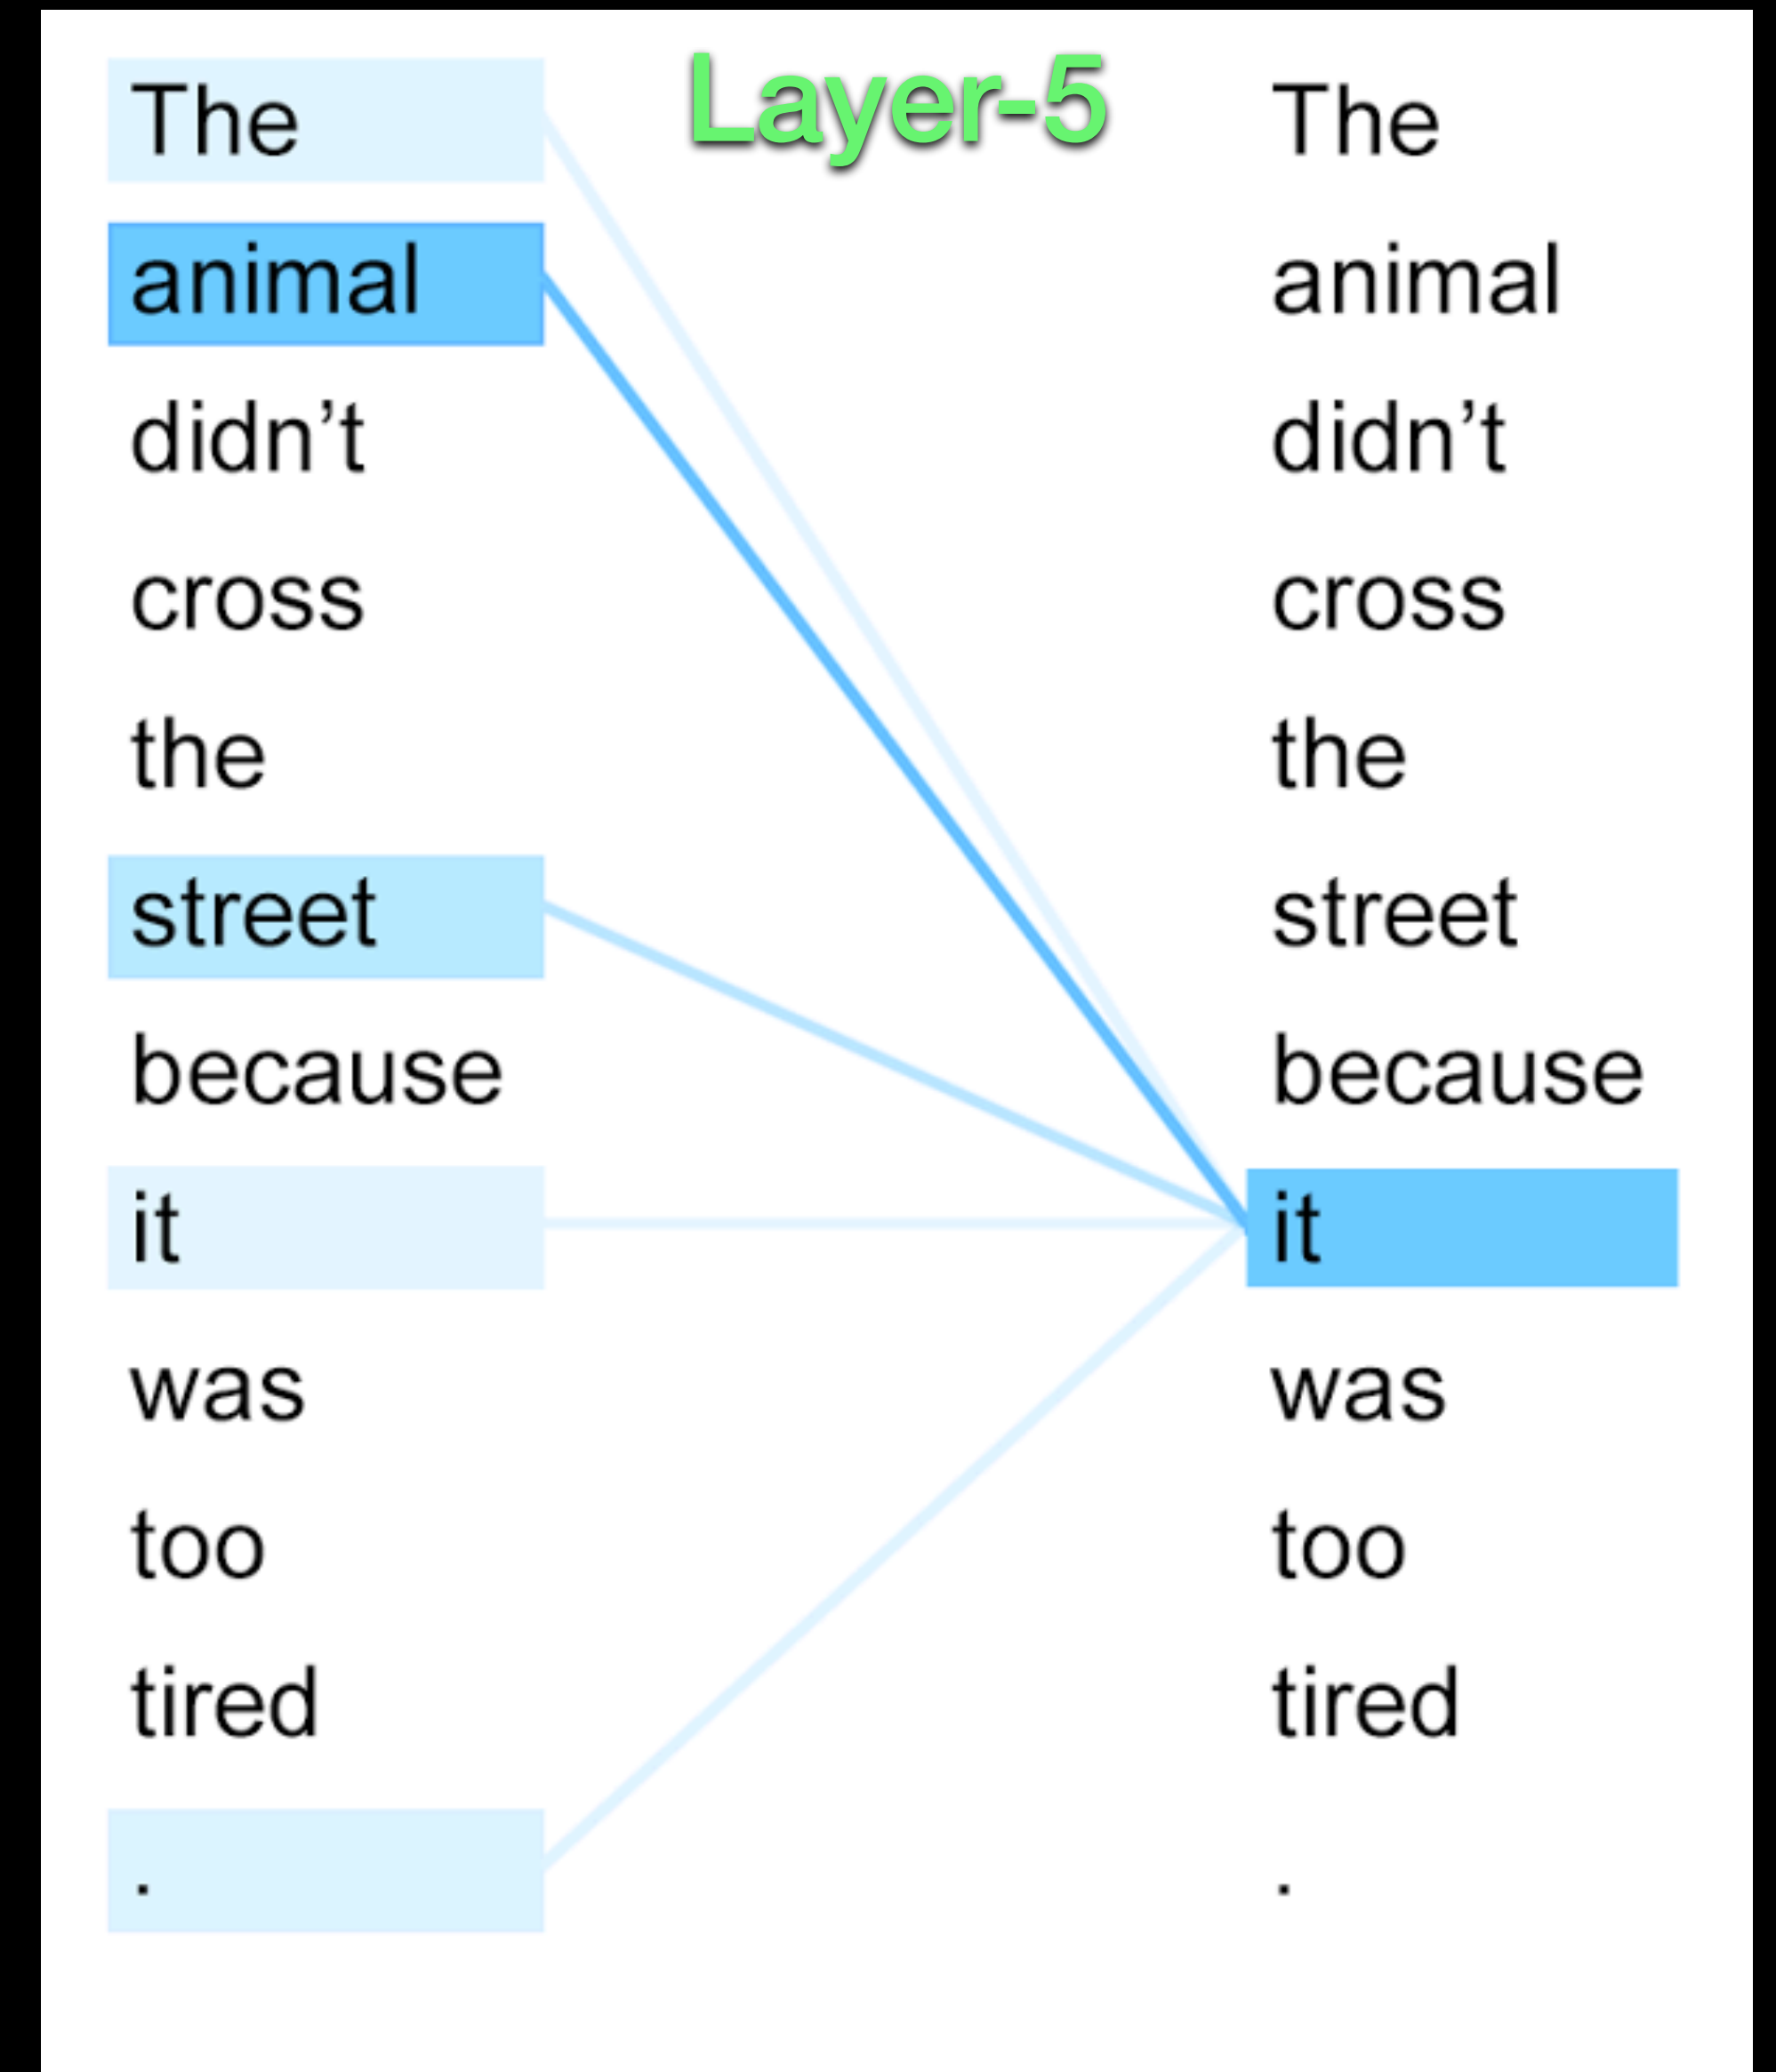 Layer-5
The
animal
didn’t
cross
the
street
because
it
was
too
tired
.
The
animal
didn’t
cross
the
street
because
it
was
too
tired
.